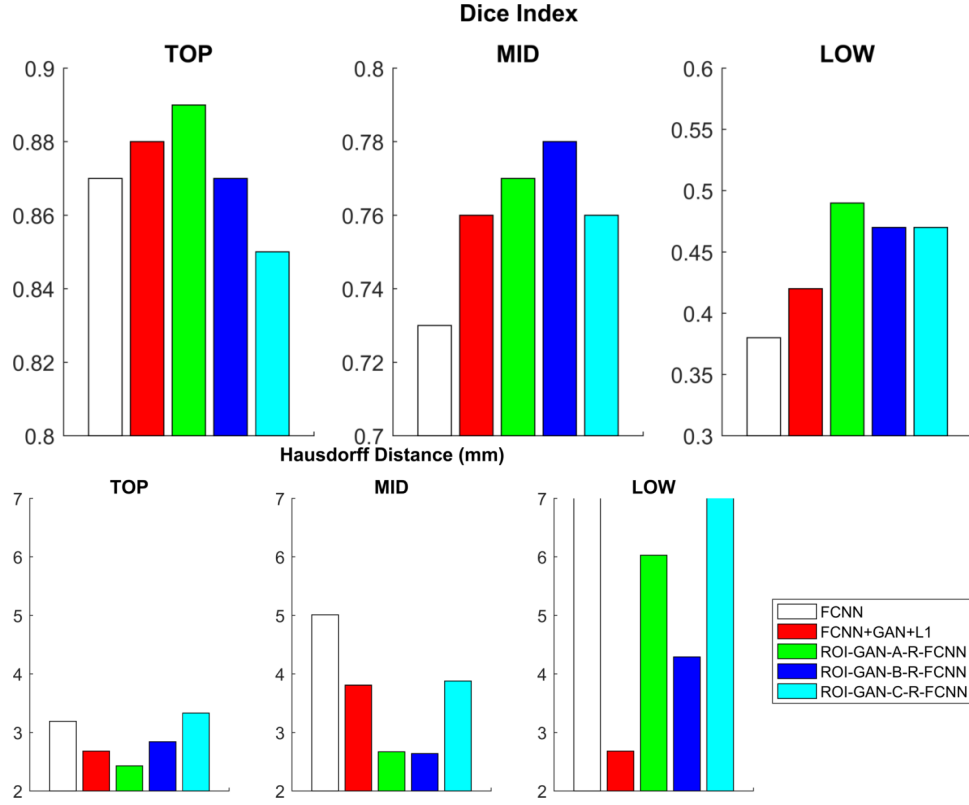 Dice Index
TOP
MID
LOW
0.9
0.88
0.86
0.84
0.82
0.8
0.8
0.78
0.76
0.74
0.72
0.7
0.6
0.55
0.5
0.45
0.4
0.35
0.3
Hausdorff Distance (mm)
TOP
MID
LOW
7
6
5
4
3
2
7
6
5
4
3
2
7
6
5
4
3
2
FCNN
FCNN+GAN+L1
ROI-GAN-A-R-FCNN
ROI-GAN-B-R-FCNN
ROI-GAN-C-R-FCNN